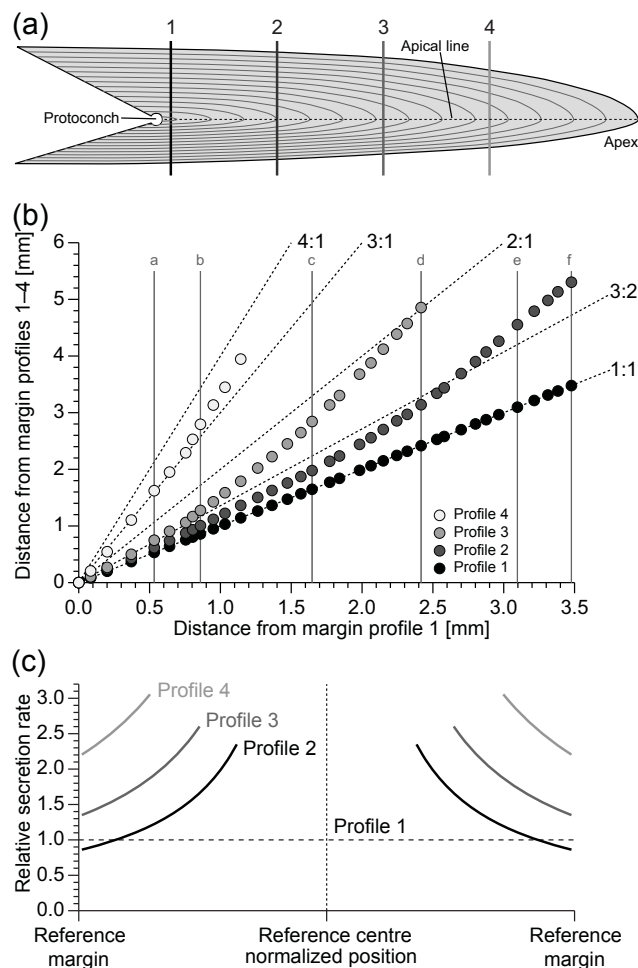 (a)
1 2 3 4
Apical line
Protoconch
Apex
(b)
4:1 3:1 2:1
3:2
1:1
a b c d e f
Distance from margin profiles 1–4 [mm]
6
5
4
3
2
1
0
Profile 4
Profile 3
Profile 2
Profile 1
0.0 0.5 1.0 1.5 2.0 2.5 3.0 3.5
Distance from margin profile 1 [mm]
(c)
Relative secretion rate
3.0
2.5
2.0
1.5
1.0
0.5
0.0
Profile 4
Profile 3
Profile 2
Profile 1
Reference
margin
Reference centre
normalized position
Reference
margin